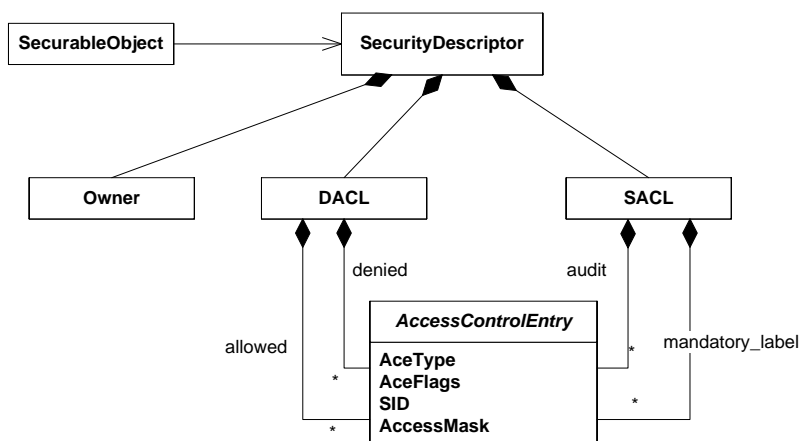 SecurableObject
SecurityDescriptor
Owner
DACL
SACL
denied
audit
AccessControlEntry
allowed
mandatory_label
AceType
*
AceFlags
*
SID
*
AccessMask
*